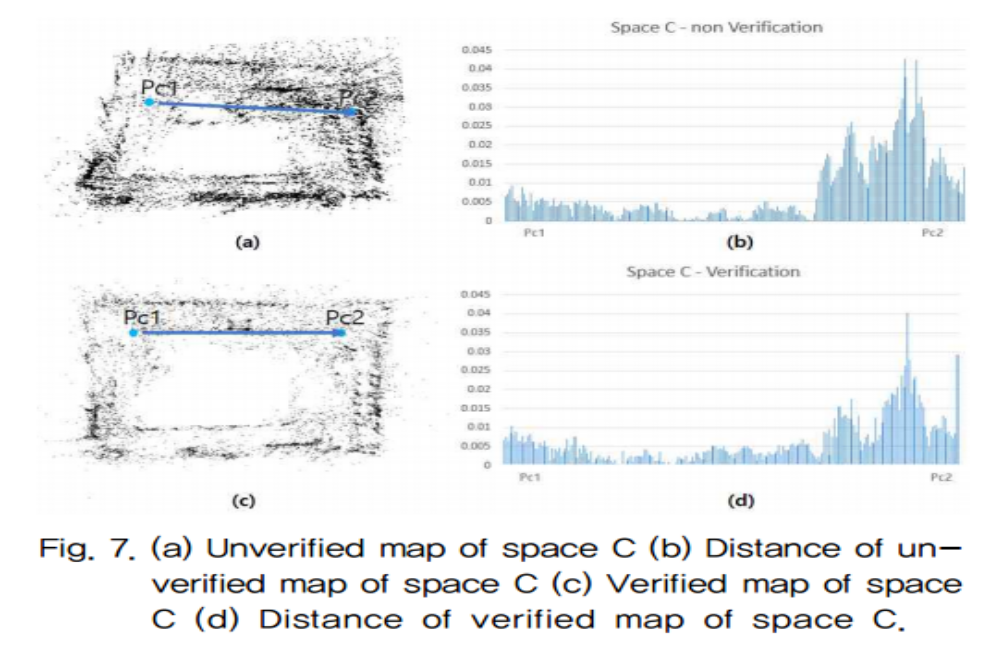 Space C - non Verification
Pc1
Pc2
0.045
0.04
0.035
0.03
0.025
0.02
0.015
0.01
0.005
0
Pc1
Pc2
(a)
(b)
Space C - Verification
Pc1
Pc2
0.045
0.04
0.035
0.03
0.025
0.02
0.015
0.01
0.005
0
Pc1
Pc2
(c)
(d)
Fig. 7. (a) Unverified map of space C (b) Distance of un-
verified map of space C (c) Verified map of space
C (d) Distance of verified map of space C.